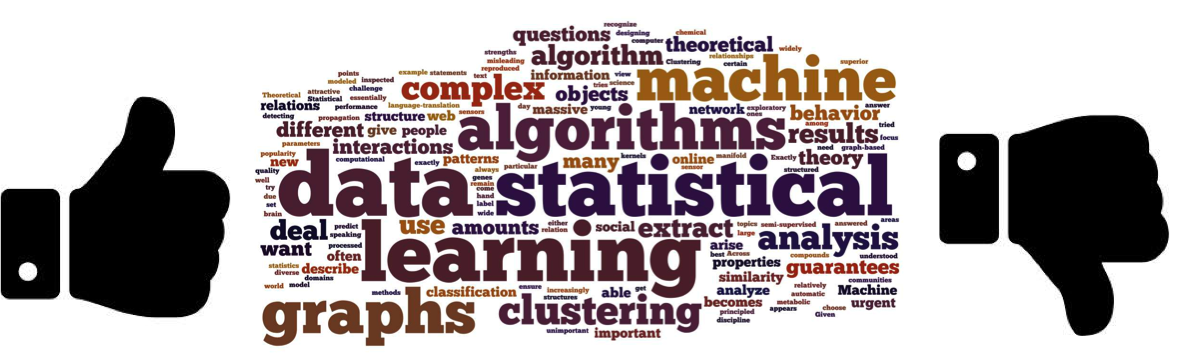 recognize
questions designing chemical
computer theoretical widely
strengths algorithm relationships
misleading Clustering certain superior
reproduced
points example statements text information view machine
modeled inspected complex tries science
challenge objects
Theoretical attractive
relations Statistical essentially language-translation day massive young network exploratory behavior answer
detecting performance structure web sensors ones among
propagation algorithms results tried
different give people focus
parameters interactions need graph-based
popularity computational exactly patterns particular many kernels online manifold Exactly theory
new always sensor structured
quality data genes statistical
well remain
try come
due hand
set label
brain wide
deal predict use amounts either social extract topics semi-supervised answered areas
speaking relation large
want processed learning arise analysis
often best Across understood
statistics describe properties compounds
diverse guarantees
domains similarity communities
world model relatively Machine
methods classification ensure increasingly able get analyze automatic
graphs structures becomes metabolic urgent
clustering principled appears choose
discipline Given
unimportant important